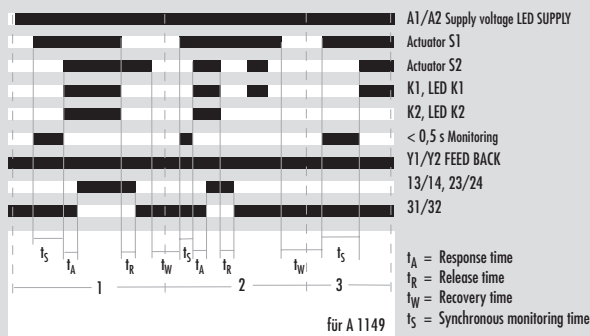 A1/A2 Supply voltage LED SUPPLY
Actuator S1
Actuator S2
K1, LED K1
K2, LED K2
< 0,5 s Monitoring
Y1/Y2 FEED BACK
13/14, 23/24
31/32
tS tA tR tW tS tA tR tW tS
1 2 3
tA = Response time
tR = Release time
tW = Recovery time
tS = Synchronous monitoring time
für A 1149